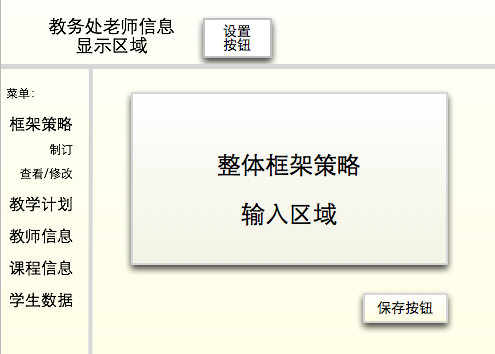 教务处老师信息
显示区域
设置
按钮
菜单:
框架策略
制订
查看/修改
教学计划
教师信息
课程信息
学生数据
整体框架策略
输入区域
保存按钮